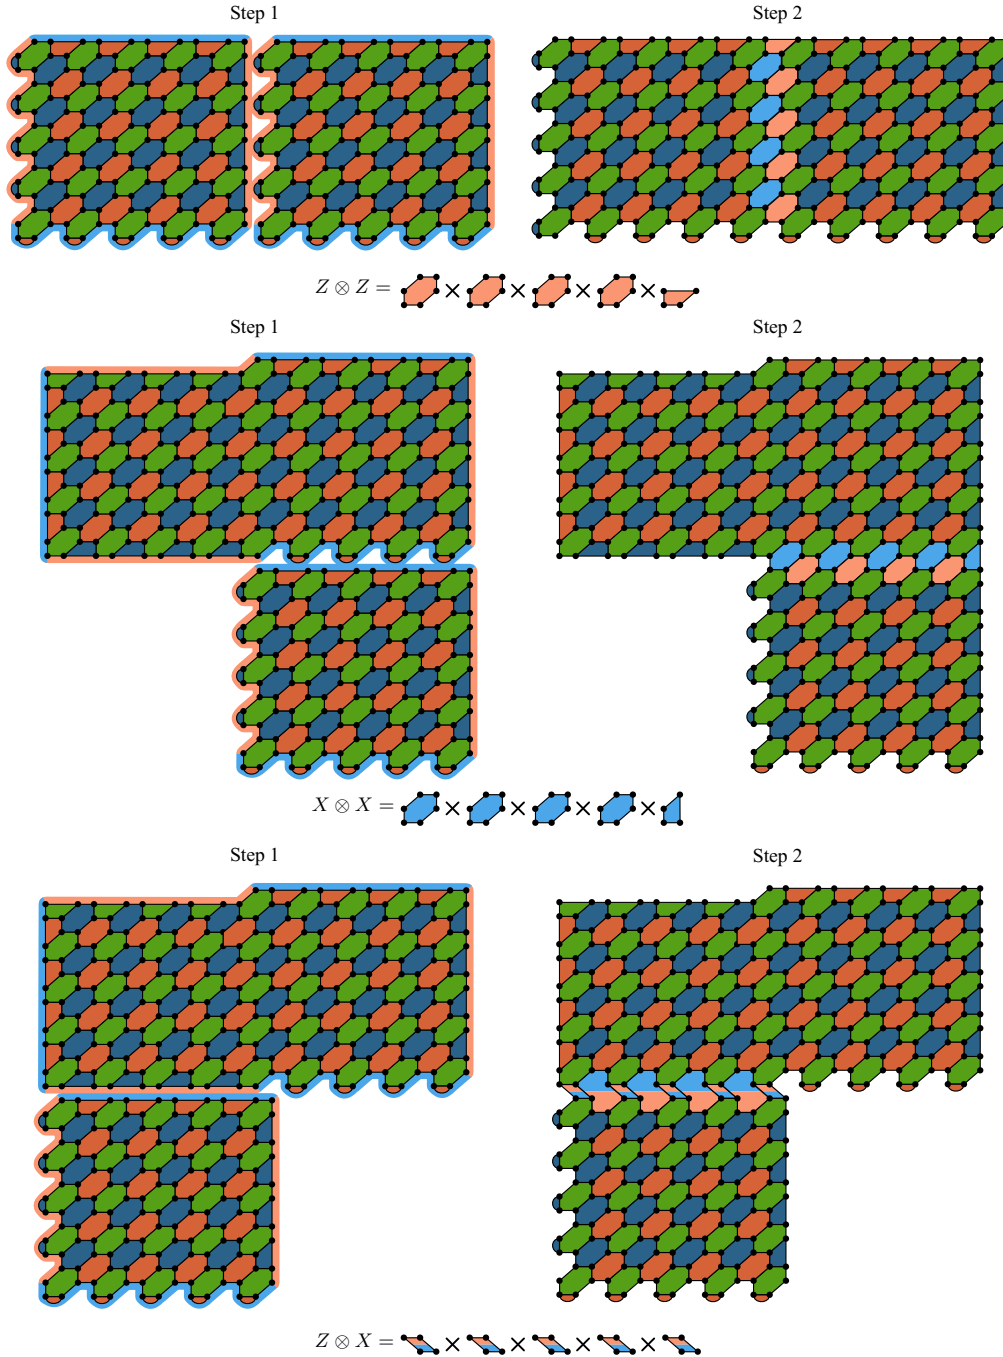 Step 1
Step 2
Z ⊗ Z = × × × ×
Step 1
Step 2
X ⊗ X = × × × ×
Step 1
Step 2
Z ⊗ X = × × × ×